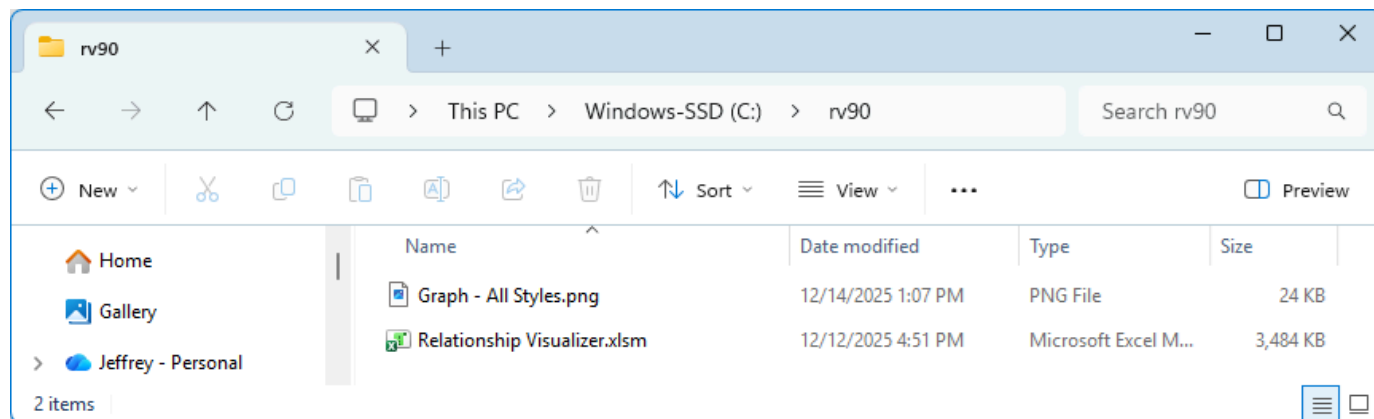 rv90
This PC > Windows-SSD (C:) > rv90
Search rv90
New
Sort
View
Preview
Name
Date modified
Type
Size
Home
Gallery
Jeffrey - Personal
Graph - All Styles.png 12/14/2025 1:07 PM PNG File 24 KB
Relationship Visualizer.xlsm 12/12/2025 4:51 PM Microsoft Excel M... 3,484 KB
2 items